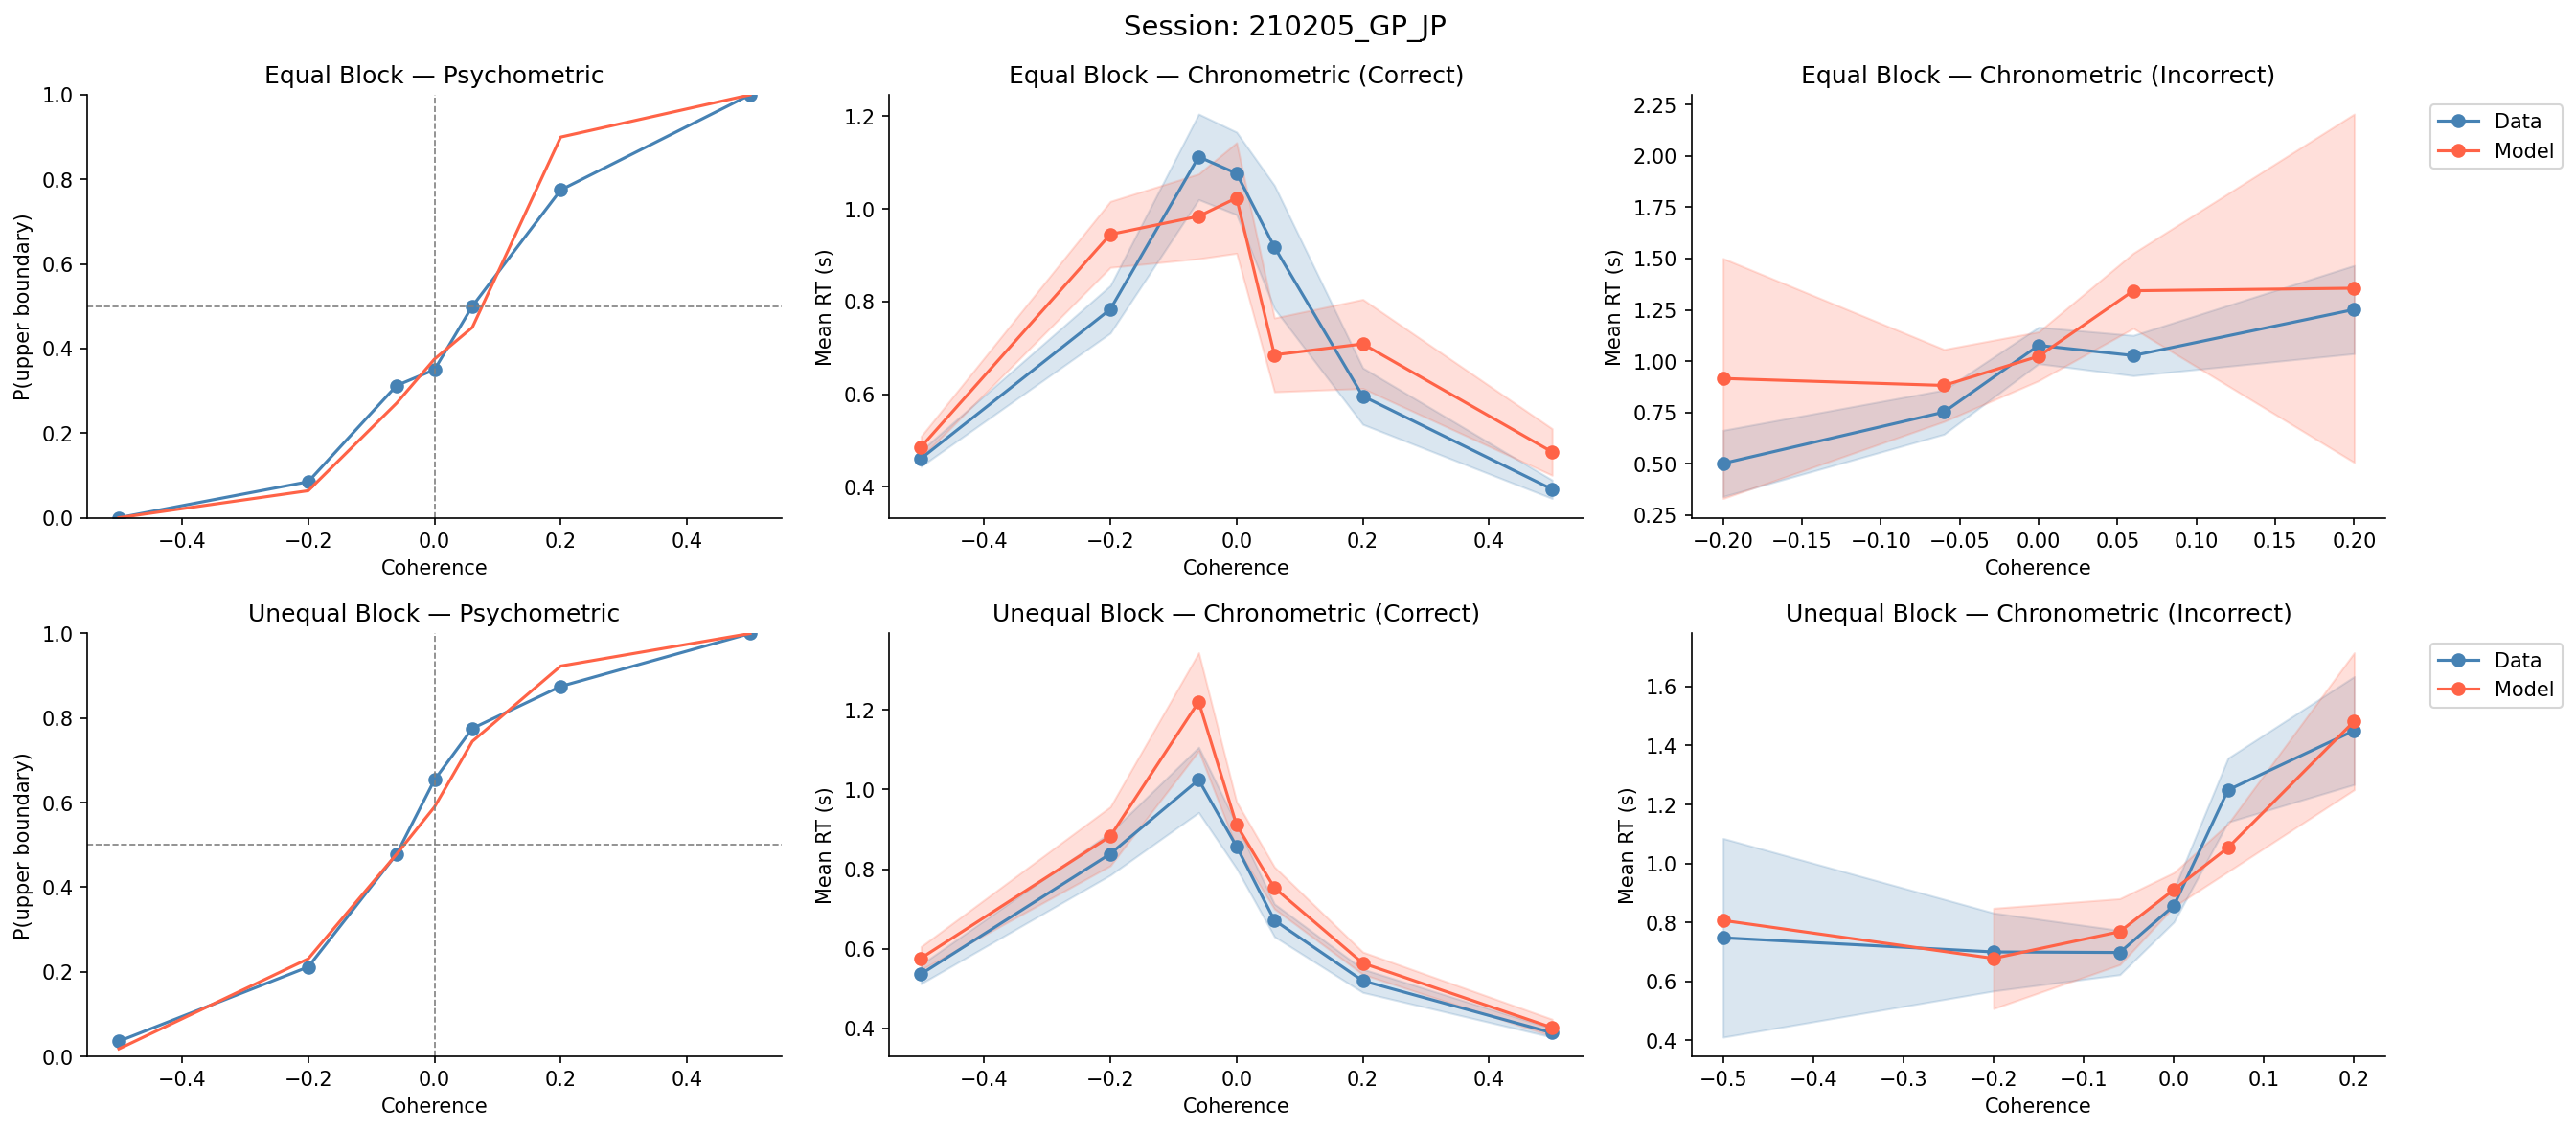 Session: 210205_GP_JP
Equal Block — Psychometric
P(upper boundary)
1.0
0.8
0.6
0.4
0.2
0.0
−0.4 −0.2 0.0 0.2 0.4
Coherence
Equal Block — Chronometric (Correct)
Mean RT (s)
1.2
1.0
0.8
0.6
0.4
−0.4 −0.2 0.0 0.2 0.4
Coherence
Equal Block — Chronometric (Incorrect)
Mean RT (s)
2.25
2.00
1.75
1.50
1.25
1.00
0.75
0.50
0.25
−0.20 −0.15 −0.10 −0.05 0.00 0.05 0.10 0.15 0.20
Coherence
Data
Model
Unequal Block — Psychometric
P(upper boundary)
1.0
0.8
0.6
0.4
0.2
0.0
−0.4 −0.2 0.0 0.2 0.4
Coherence
Unequal Block — Chronometric (Correct)
Mean RT (s)
1.2
1.0
0.8
0.6
0.4
−0.4 −0.2 0.0 0.2 0.4
Coherence
Unequal Block — Chronometric (Incorrect)
Mean RT (s)
1.6
1.4
1.2
1.0
0.8
0.6
0.4
−0.5 −0.4 −0.3 −0.2 −0.1 0.0 0.1 0.2
Coherence
Data
Model